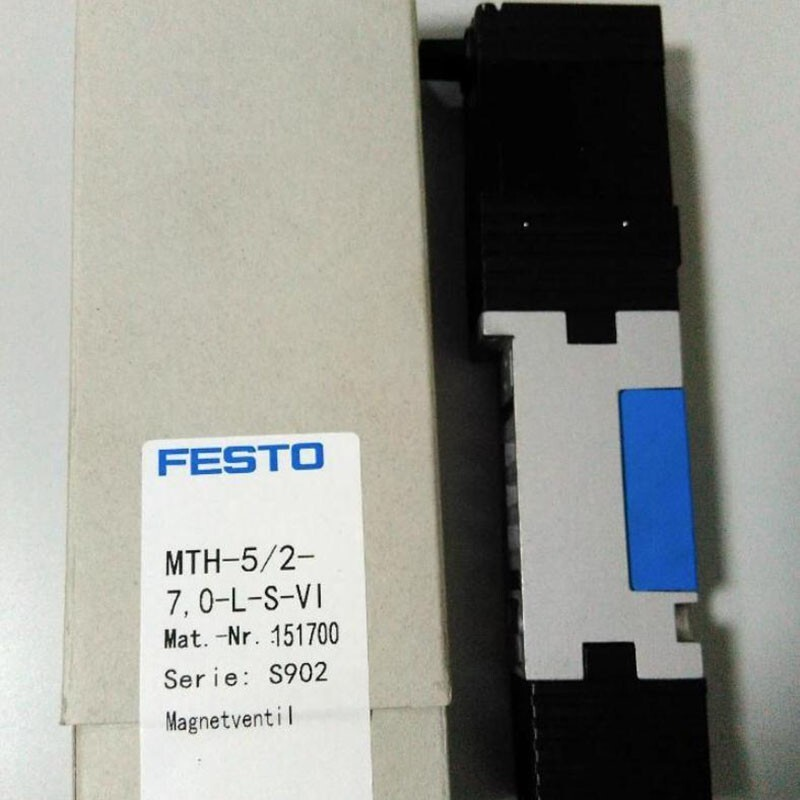 FESTO
MTH-5/2-
7,0-L-S-VI
Mat.-Nr.:151700
Serie: S902
Magnetventil